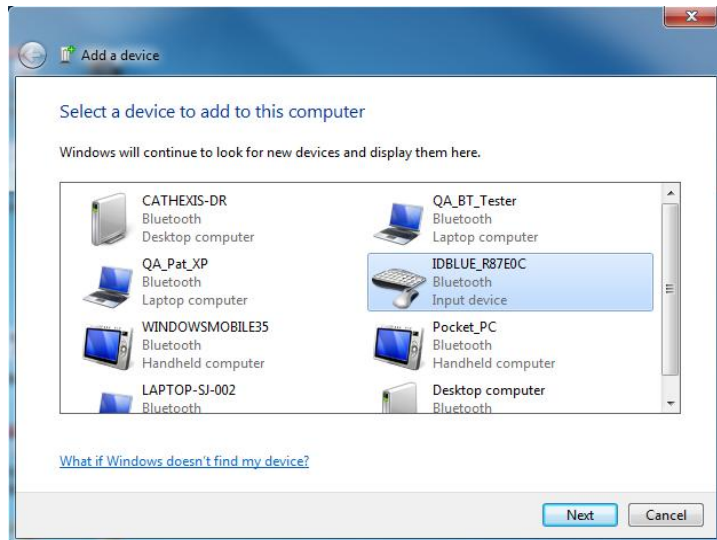 Add a device
Select a device to add to this computer
Windows will continue to look for new devices and display them here.
CATHEXIS-DR
Bluetooth
Desktop computer
QA_BT_Tester
Bluetooth
Laptop computer
QA_Pat_XP
Bluetooth
Laptop computer
IDBLUE_R87E0C
Bluetooth
Input device
WINDOWSMOBILE35
Bluetooth
Handheld computer
Pocket_PC
Bluetooth
Handheld computer
LAPTOP-SJ-002
Bluetooth
Desktop computer
Bluetooth
What if Windows doesn't find my device?
Next
Cancel